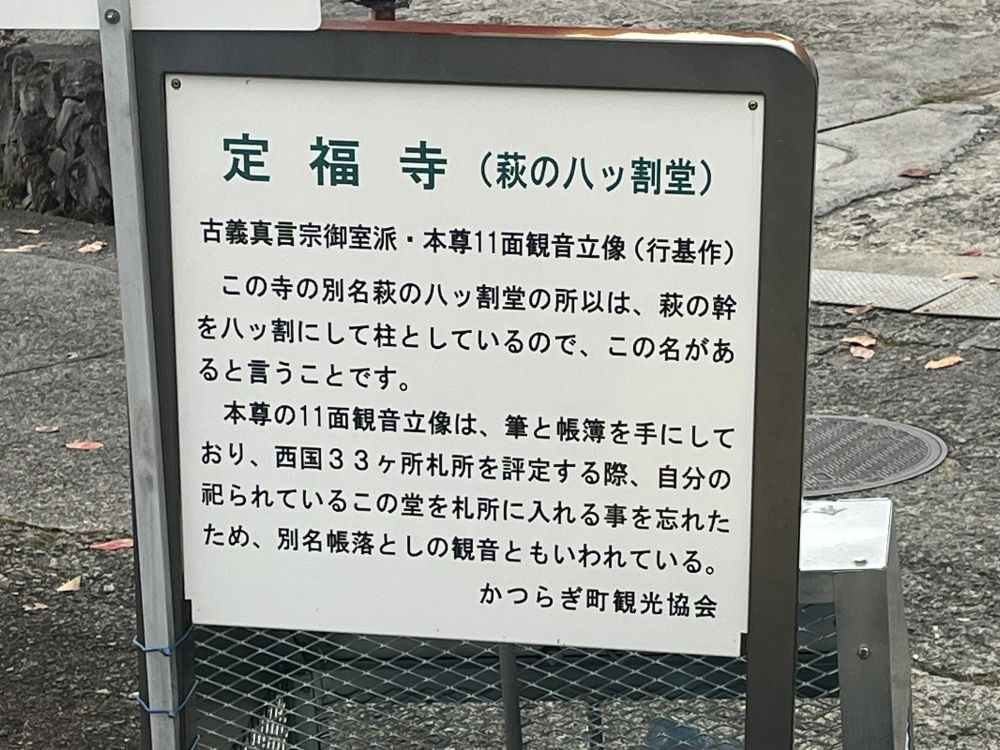 定福寺（萩の八ッ割堂）
古義真言宗御室派・本尊11面観音立像（行基作）
この寺の別名萩の八ッ割堂の所以は、萩の幹
を八ッ割にして柱としているので、この名があ
ると言うことです。
本尊の11面観音立像は、筆と帳簿を手にして
おり、西国３３ヶ所札所を評定する際、自分の
祀られているこの堂を札所に入れる事を忘れた
ため、別名帳落としの観音ともいわれている。
かつらぎ町観光協会